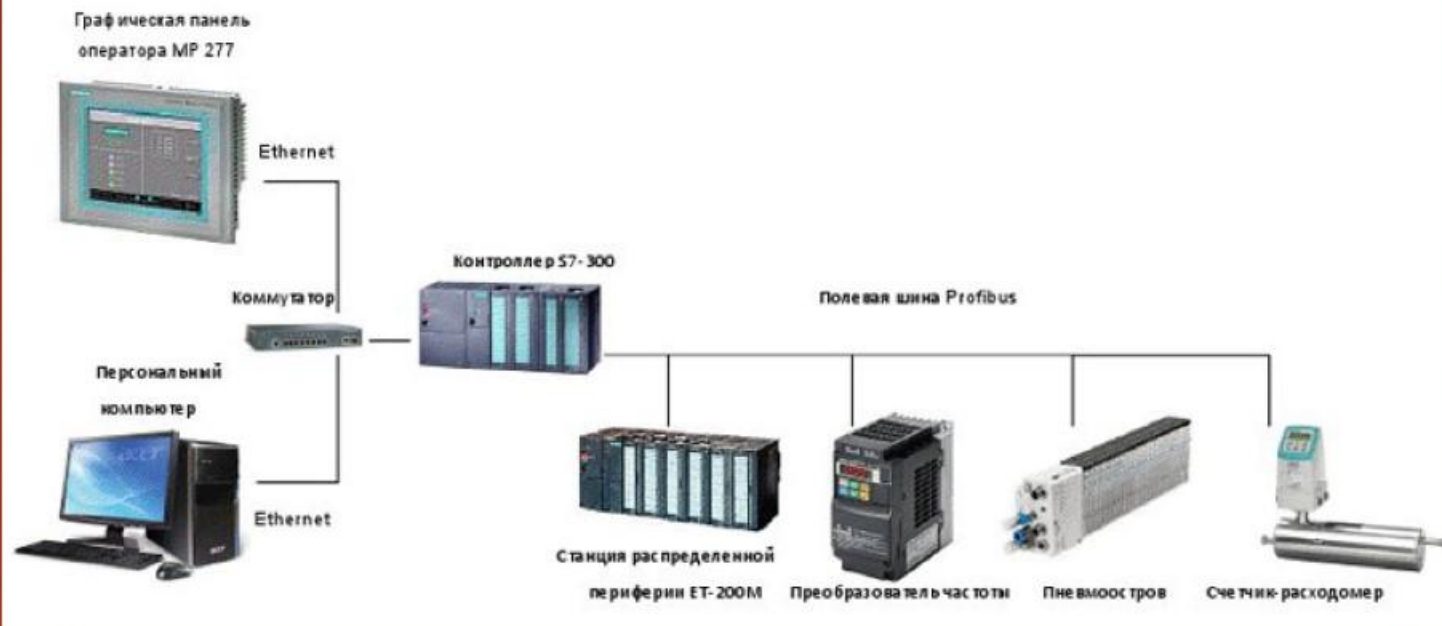 Графическая панель
оператора MP 277
Ethernet
Контроллер S7-300
Коммутатор
Полевая шина Profibus
Персональный
компьютер
Ethernet
Станция распределенной
периферии ET-200M
Преобразователь частоты
Пневмоостров
Счетчик-расходомер